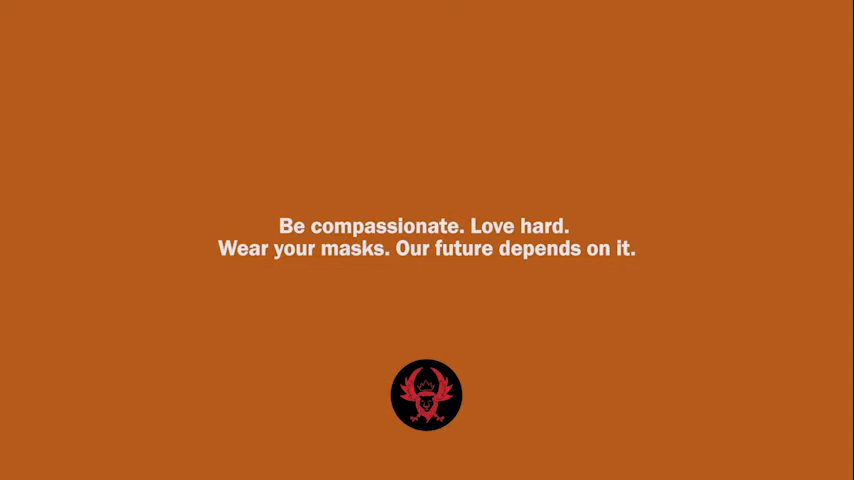 Be compassionate. Love hard.
Wear your masks. Our future depends on it.